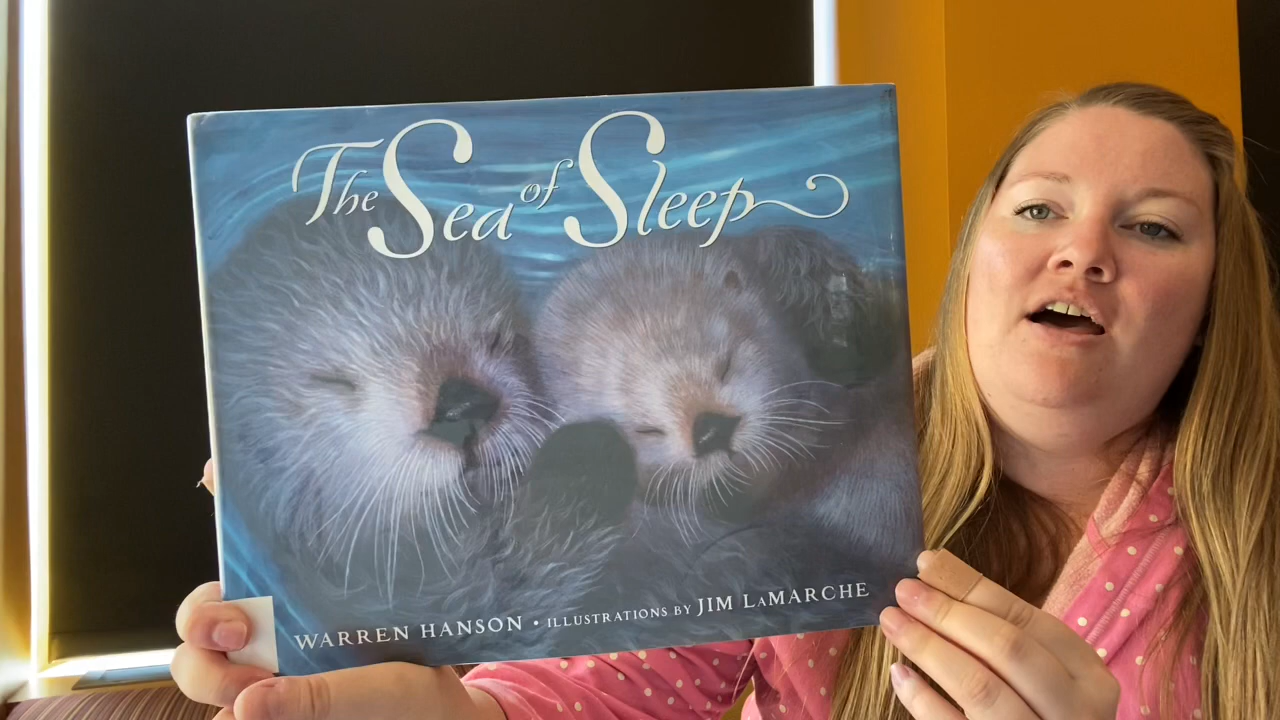 The Sea of Sleep
WARREN HANSON • ILLUSTRATIONS BY JIM LAMARCHE